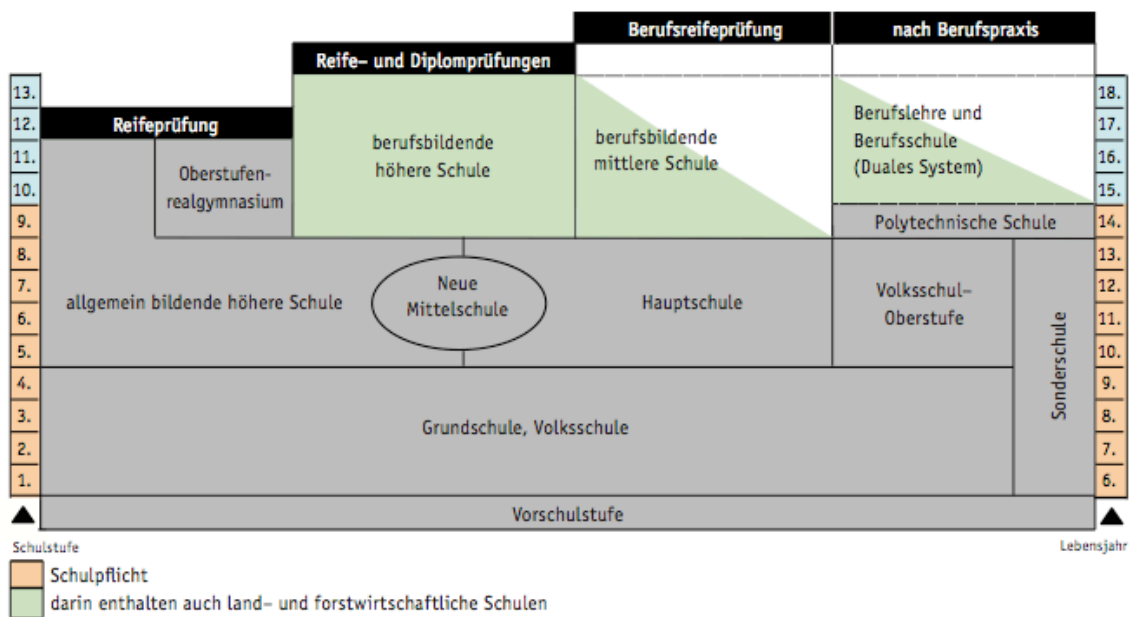 Berufsreifeprüfung
nach Berufspraxis
Reife– und Diplomprüfungen
Reifeprüfung
13.
12.
11.
10.
9.
8.
7.
6.
5.
4.
3.
2.
1.
18.
17.
16.
15.
14.
13.
12.
11.
10.
9.
8.
7.
6.
Oberstufen-
realgymnasium
berufsbildende
höhere Schule
berufsbildende
mittlere Schule
Berufslehre und
Berufsschule
(Duales System)
Polytechnische Schule
allgemein bildende höhere Schule
Neue
Mittelschule
Hauptschule
Volksschul–
Oberstufe
Sonderschule
Grundschule, Volksschule
Vorschulstufe
Schulstufe
Lebensjahr
Schulpflicht
darin enthalten auch land– und forstwirtschaftliche Schulen